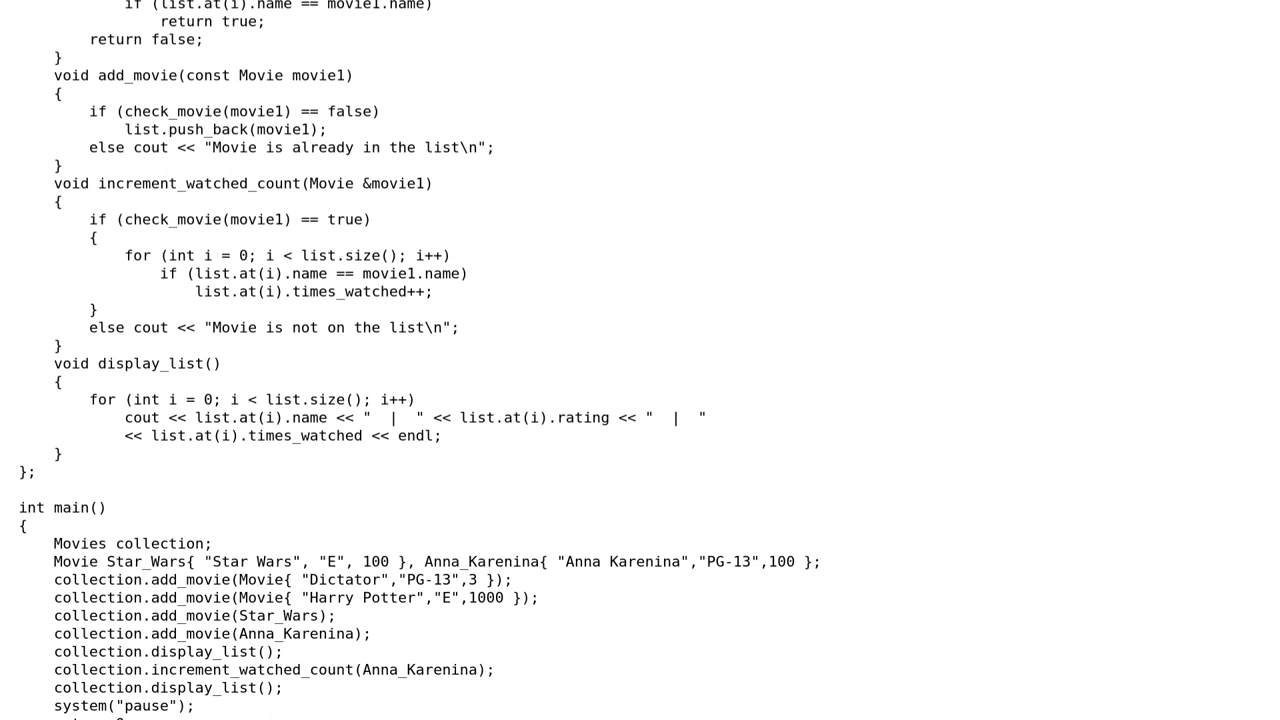 if (list.at(i).name == movie1.name)
                return true;
        return false;
    }
    void add_movie(const Movie movie1)
    {
        if (check_movie(movie1) == false)
            list.push_back(movie1);
        else cout << "Movie is already in the list\n";
    }
    void increment_watched_count(Movie &movie1)
    {
        if (check_movie(movie1) == true)
        {
            for (int i = 0; i < list.size(); i++)
                if (list.at(i).name == movie1.name)
                    list.at(i).times_watched++;
        }
        else cout << "Movie is not on the list\n";
    }
    void display_list()
    {
        for (int i = 0; i < list.size(); i++)
            cout << list.at(i).name << "  |  " << list.at(i).rating << "  |  "
            << list.at(i).times_watched << endl;
    }
};

int main()
{
    Movies collection;
    Movie Star_Wars{ "Star Wars", "E", 100 }, Anna_Karenina{ "Anna Karenina","PG-13",100 };
    collection.add_movie(Movie{ "Dictator","PG-13",3 });
    collection.add_movie(Movie{ "Harry Potter","E",1000 });
    collection.add_movie(Star_Wars);
    collection.add_movie(Anna_Karenina);
    collection.display_list();
    collection.increment_watched_count(Anna_Karenina);
    collection.display_list();
    system("pause");